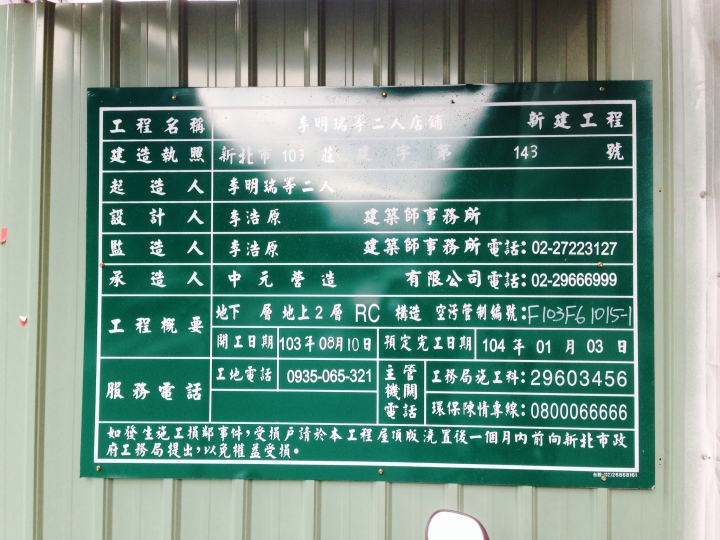 工程名稱 李明瑞等二人店鋪 新建工程
建造執照 新北市 103 莊 建 字 第 143 號
起造人 李明瑞等二人
設計人 李浩原 建築師事務所
監造人 李浩原 建築師事務所 電話:02-27223127
承造人 中元營造 有限公司 電話:02-29666999
工程概要 地下 層 地上2層 RC 構造 空污管制編號:F103F61015-1
開工日期 103年08月10日 預定完工日期 104年01月03日
服務電話 工地電話 0935-065-321 主管機關電話 工務局施工科:29603456
環保陳情專線:0800066666
如發生施工損鄰事件,受損戶請於本工程屋頂版澆置後一個月內前向新北市政
府工務局提出,以免權益受損。